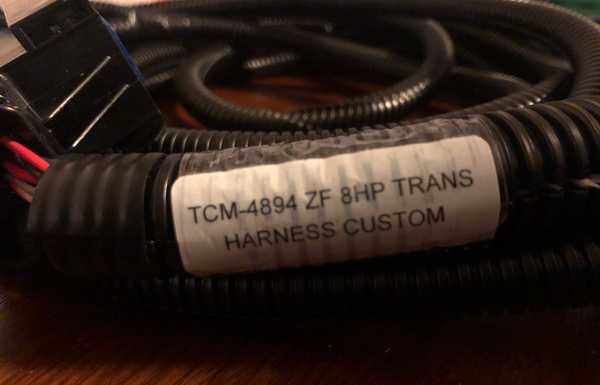 TCM-4894 ZF 8HP TRANS
HARNESS CUSTOM